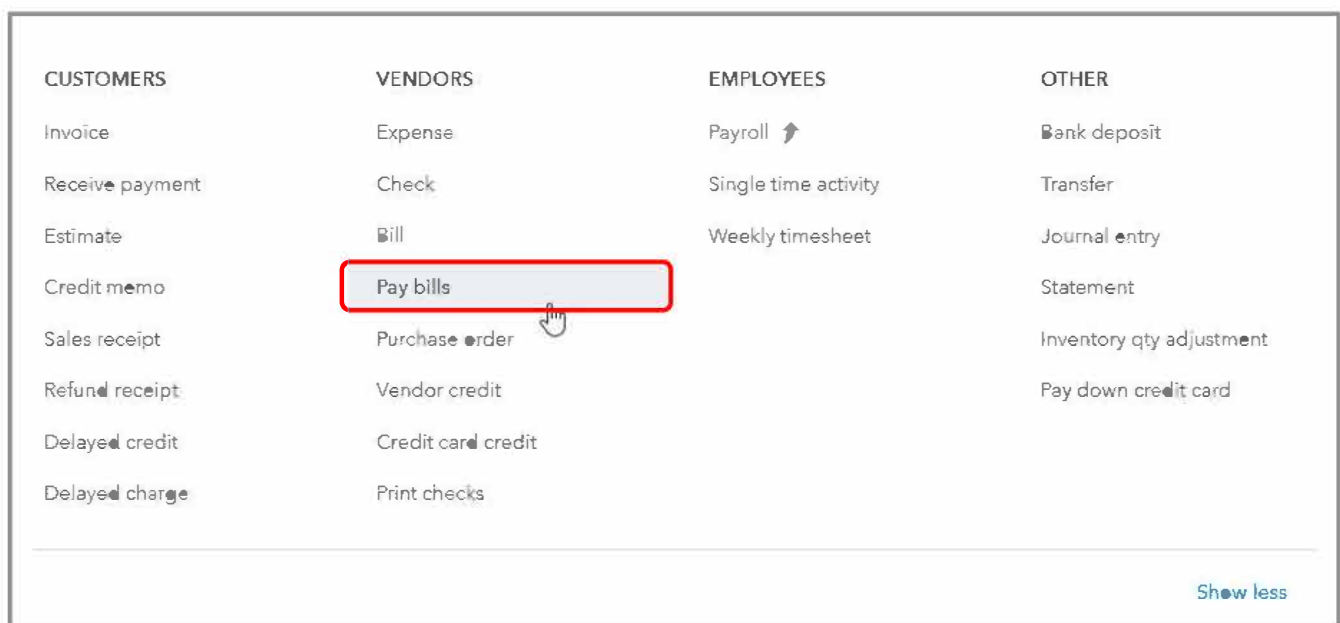 CUSTOMERS
Invoice
Receive payment
Estimate
Credit memo
Sales receipt
Refund receipt
Delayed credit
Delayed charge
VENDORS
Expense
Check
Bill
Pay bills
Purchase order
Vendor credit
Credit card credit
Print checks
EMPLOYEES
Payroll
Single time activity
Weekly timesheet
OTHER
Bank deposit
Transfer
Journal entry
Statement
Inventory qty adjustment
Pay down credit card
Show less